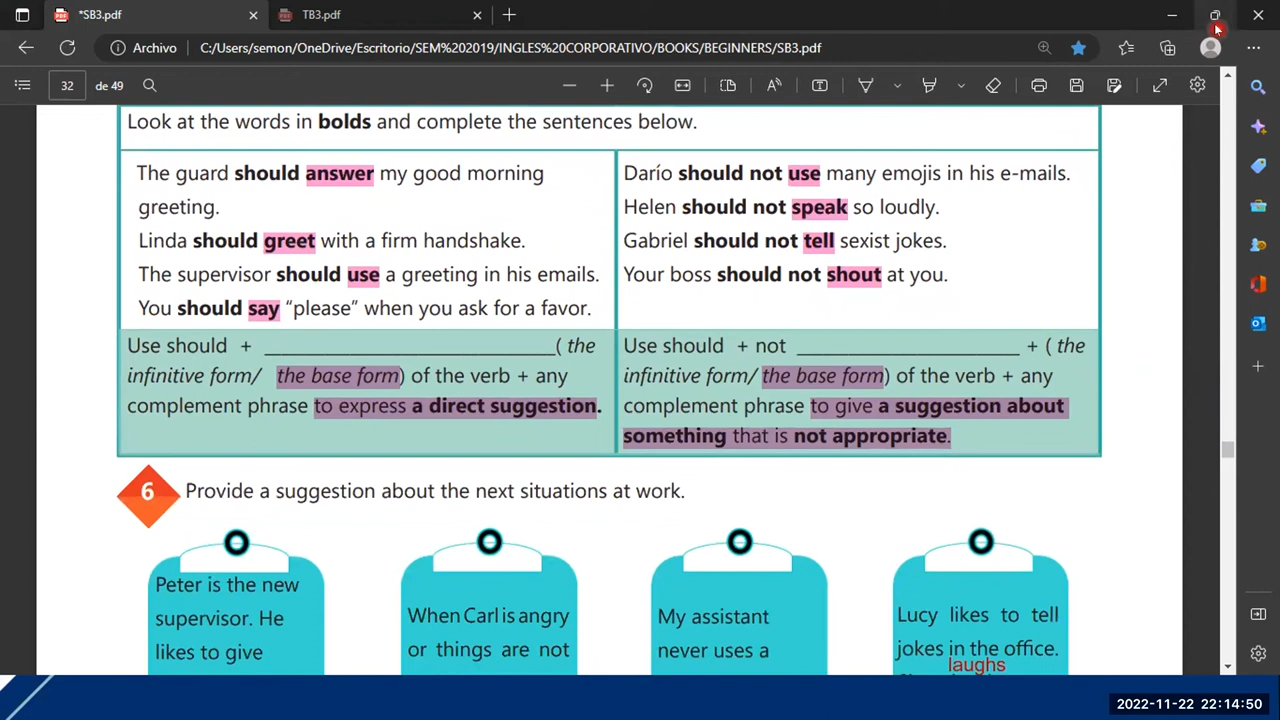 *SB3.pdf
TB3.pdf
Archivo
C:/Users/semon/OneDrive/Escritorio/SEM%202019/INGLES%20CORPORATIVO/BOOKS/BEGINNERS/SB3.pdf
32 de 49
Look at the words in bolds and complete the sentences below.
The guard should answer my good morning
greeting.
Linda should greet with a firm handshake.
The supervisor should use a greeting in his emails.
You should say “please” when you ask for a favor.
Darío should not use many emojis in his e-mails.
Helen should not speak so loudly.
Gabriel should not tell sexist jokes.
Your boss should not shout at you.
Use should + ____________________________( the
infinitive form/ the base form) of the verb + any
complement phrase to express a direct suggestion.
Use should + not _____________________ + ( the
infinitive form/ the base form) of the verb + any
complement phrase to give a suggestion about
something that is not appropriate.
6 Provide a suggestion about the next situations at work.
Peter is the new
supervisor. He
likes to give
When Carl is angry
or things are not
My assistant
never uses a
Lucy likes to tell
jokes in the office.
laughs
2022-11-22 22:14:50